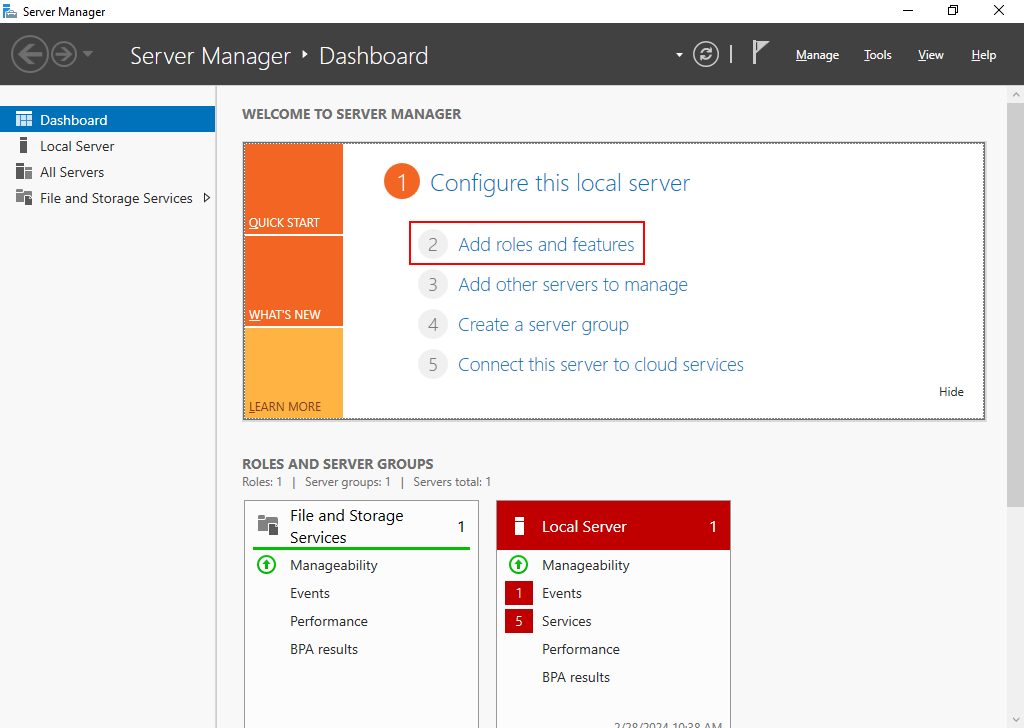 Server Manager
Server Manager ‣ Dashboard
Manage Tools View Help
Dashboard
Local Server
All Servers
File and Storage Services
WELCOME TO SERVER MANAGER
QUICK START
WHAT'S NEW
LEARN MORE
1 Configure this local server
2 Add roles and features
3 Add other servers to manage
4 Create a server group
5 Connect this server to cloud services
Hide
ROLES AND SERVER GROUPS
Roles: 1 | Server groups: 1 | Servers total: 1
File and Storage
Services 1
Manageability
Events
Performance
BPA results
Local Server 1
Manageability
1 Events
5 Services
Performance
BPA results
2/28/2024 10:38 AM